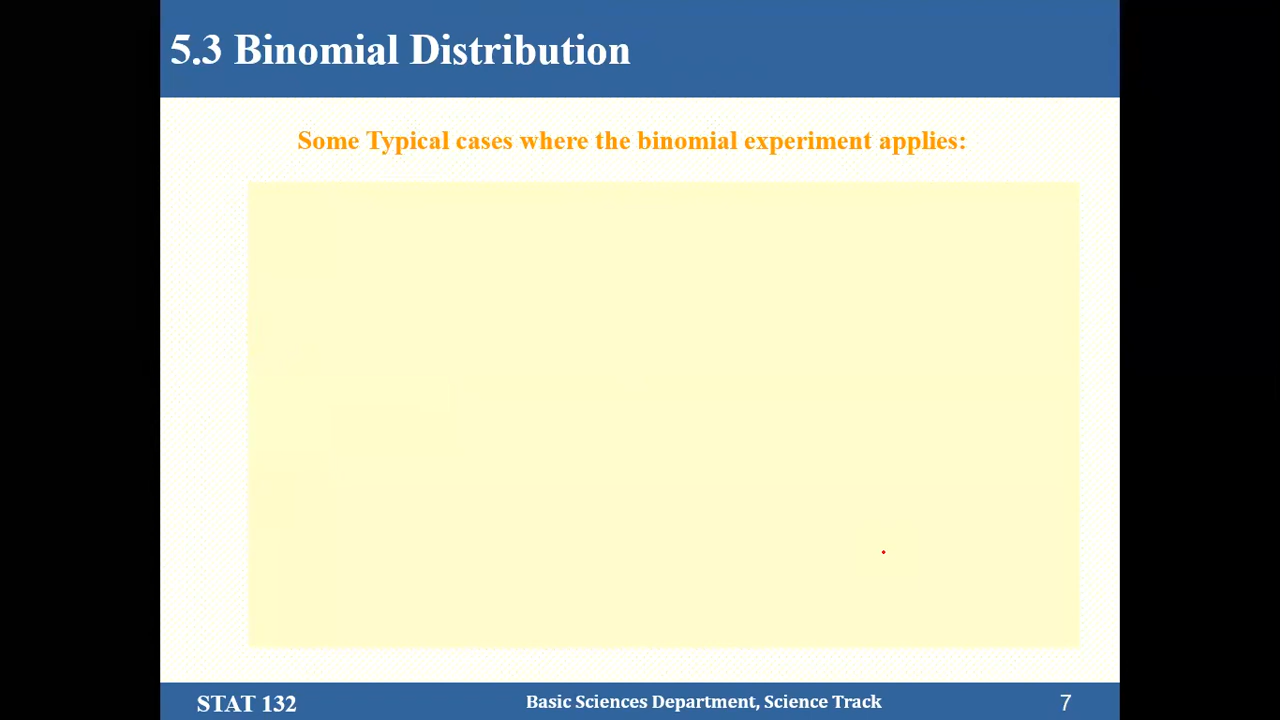 5.3 Binomial Distribution
Some Typical cases where the binomial experiment applies:
STAT 132
Basic Sciences Department, Science Track
7